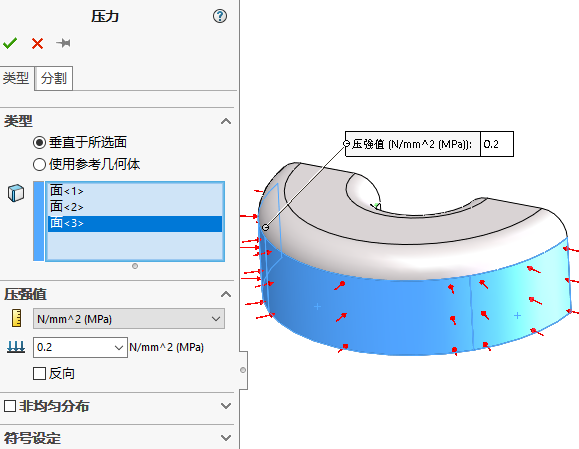 压力
类型
分割
类型
垂直于所选面
使用参考几何体
面<1>
面<2>
面<3>
压强值
N/mm^2 (MPa)
0.2
N/mm^2 (MPa)
反向
非均匀分布
符号设定
压强值 (N/mm^2 (MPa)):
0.2